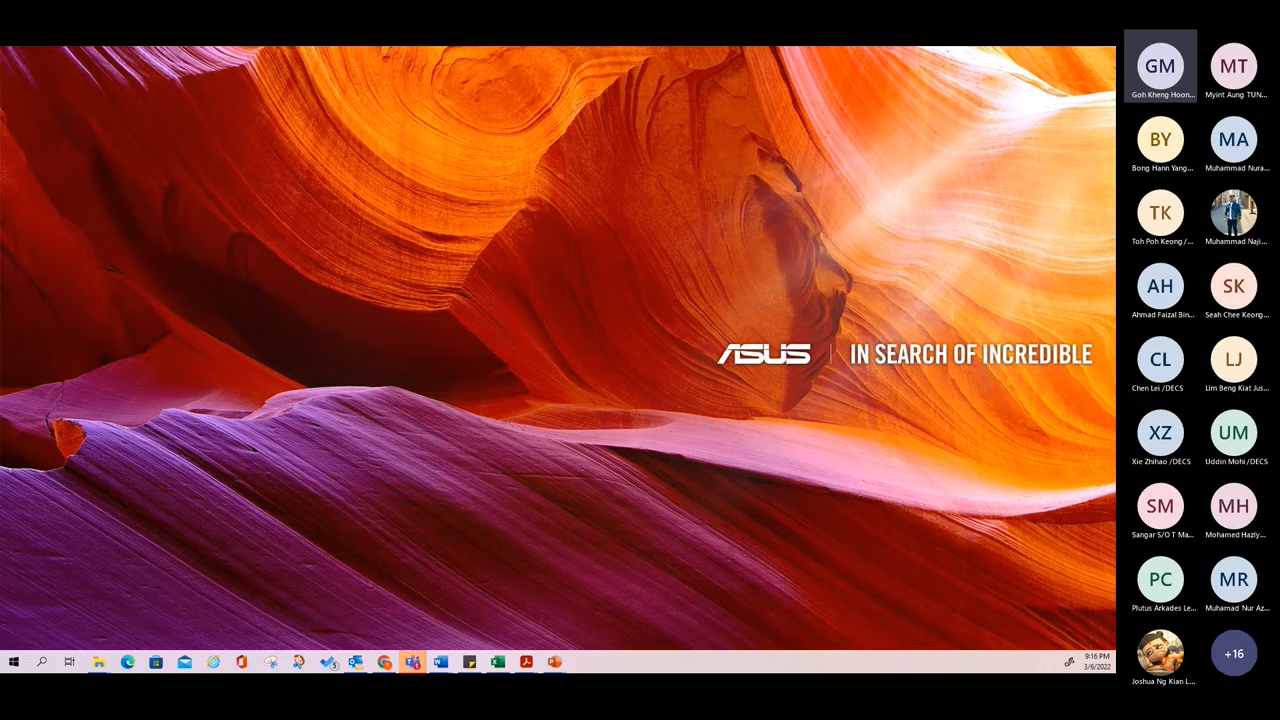 GM
MT
Goh Kheng Hoon...
Myint Aung TUN...
BY
MA
Bong Hann Yang...
Muhammad Nura...
TK
Toh Poh Keong /...
Muhammad Naji...
AH
SK
Ahmad Faizal Bin...
Seah Chee Keong...
ASUS
IN SEARCH OF INCREDIBLE
CL
LJ
Chen Lei /DECS
Lim Beng Kiat Jus...
XZ
UM
Xie Zhihao /DECS
Uddin Mohi /DECS
SM
MH
Sangar S/O T Ma...
Mohamed Hazly...
PC
MR
Plutus Arkades Le...
Muhamad Nur Az...
+16
Joshua Ng Kian L...
9:16 PM
3/6/2022